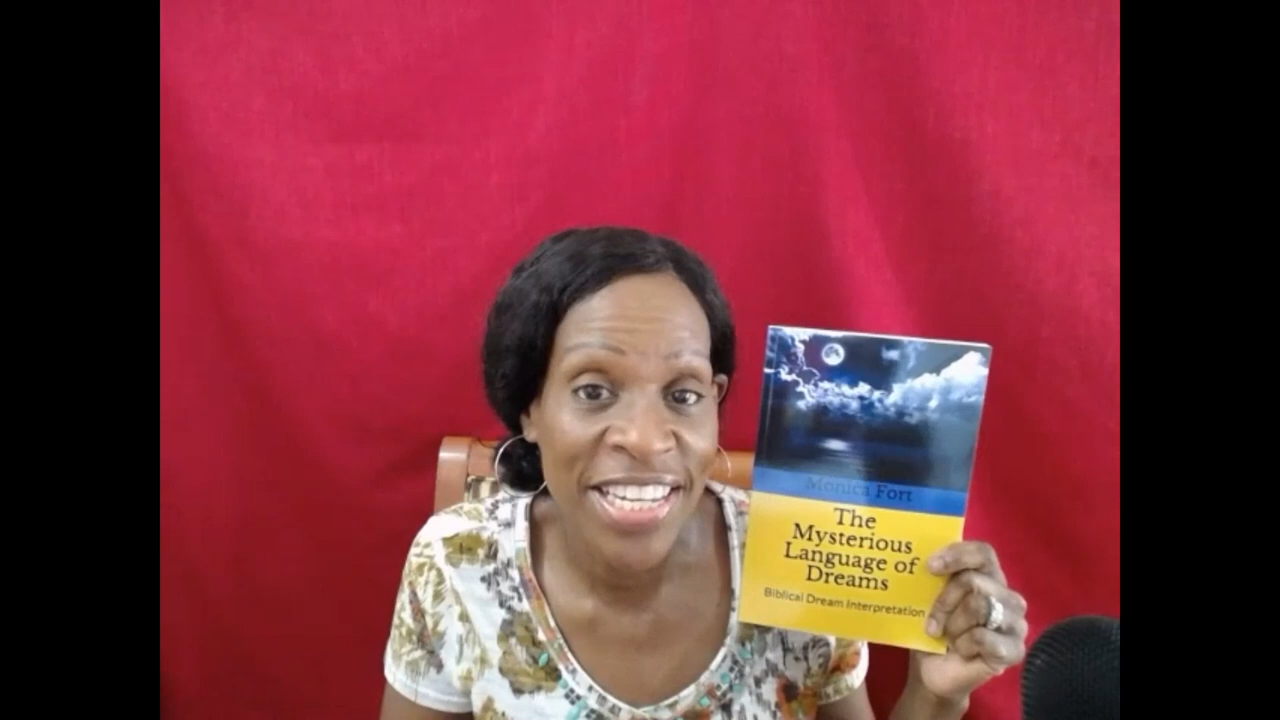 Monica Fort
The
Mysterious
Language of
Dreams
Biblical Dream Interpretation